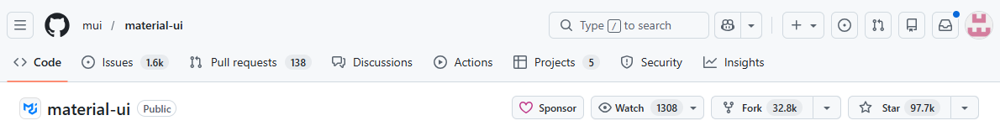 mui / material-ui Type / to search
Code Issues 1.6k Pull requests 138 Discussions Actions Projects 5 Security Insights
material-ui Public Sponsor Watch 1308 Fork 32.8k Star 97.7k